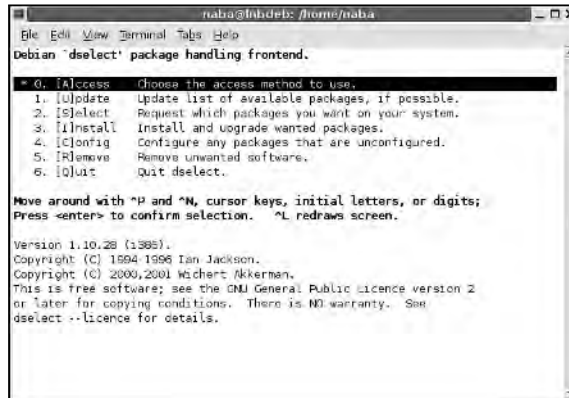 naba@lnbdeb: /home/naba
File Edit View Terminal Tabs Help
Debian `dselect' package handling frontend.
* 0. [A]ccess Choose the access method to use.
1. [U]pdate Update list of available packages, if possible.
2. [S]elect Request which packages you want on your system.
3. [I]nstall Install and upgrade wanted packages.
4. [C]onfig Configure any packages that are unconfigured.
5. [R]emove Remove unwanted software.
6. [Q]uit Quit dselect.
Move around with ^P and ^N, cursor keys, initial letters, or digits;
Press <enter> to confirm selection. ^L redraws screen.
Version 1.10.28 (i386).
Copyright (C) 1994-1996 Ian Jackson.
Copyright (C) 2000,2001 Wichert Akkerman.
This is free software; see the GNU General Public Licence version 2
or later for copying conditions. There is NO warranty. See
dselect --licence for details.